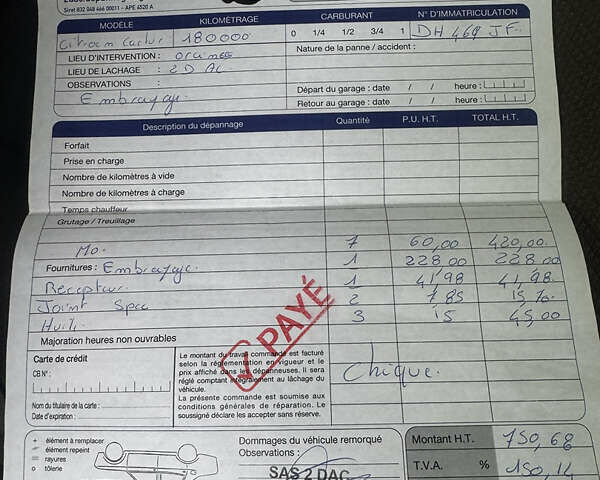 Siret 832 048 466 00011 - APE 4520 A
MODÈLE KILOMÉTRAGE CARBURANT N° D'IMMATRICULATION
Citroen 180000 0 1/4 1/2 3/4 1 DH 469 JF
LIEU D'INTERVENTION : Nature de la panne / accident :
LIEU DE LACHAGE : 2D AC
OBSERVATIONS : Départ du garage : date / / heure :
Embrayage Retour au garage : date / / heure :
Description du dépannage Quantité P.U. H.T. TOTAL H.T.
Forfait
Prise en charge
Nombre de kilomètres à vide
Nombre de kilomètres à charge
Temps chauffeur
Grutage / Treuillage
Mo. 7 60,00 420,00
Fournitures : Embrayage. 1 228,00 228,00
Recepteur 1 41,98 41,98
Joint Spec 2 7,85 15,70
Huile 3 15 45,00
Majoration heures non ouvrables
PAYÉ
Carte de crédit
CB N° :
Nom du titulaire de la carte :
Date d'expiration :
Le montant du travail commandé est facturé
selon la réglementation en vigueur et le
prix affiché dans les dépanneuses. Il sera
réglé comptant intégralement au lâchage du
véhicule.
La présente commande est soumise aux
conditions générales de réparation. Le
soussigné déclare les accepter sans réserve.
Chéque.
+ élément à remplacer
= élément repeint
rayures
o tôlerie
Dommages du véhicule remorqué
Observations :
SAS 2 DAC
Montant H.T. 750,68
T.V.A. % 150,14